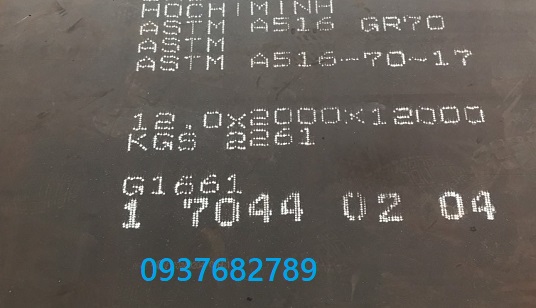 HOCHIMINH
ASTM A516 GR70
ASTM
ASTM A516-70-17
12.0x2000x12000
KGS 2261
G1661
1 7044 02 04
0937682789